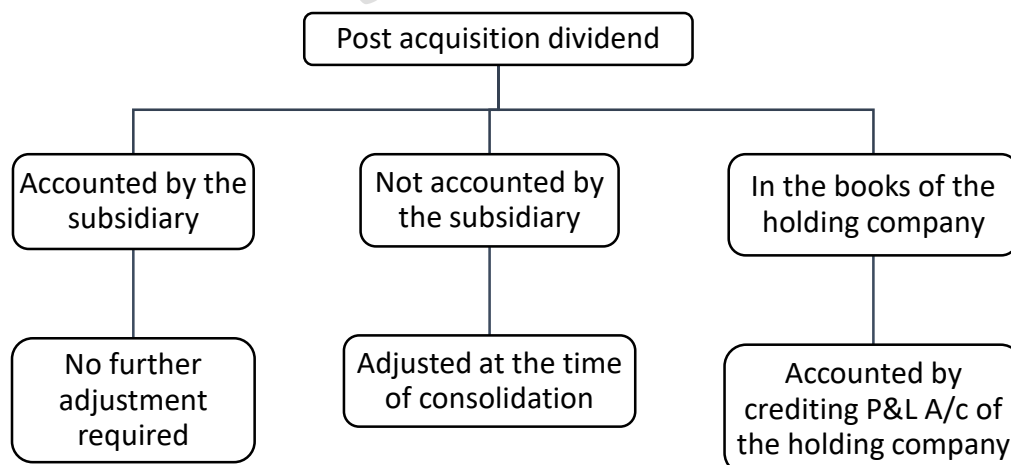 Post acquisition dividend
Accounted by the
subsidiary
Not accounted by
the subsidiary
In the books of the
holding company
No further
adjustment
required
Adjusted at the time
of consolidation
Accounted by
crediting P&L A/c of
the holding company